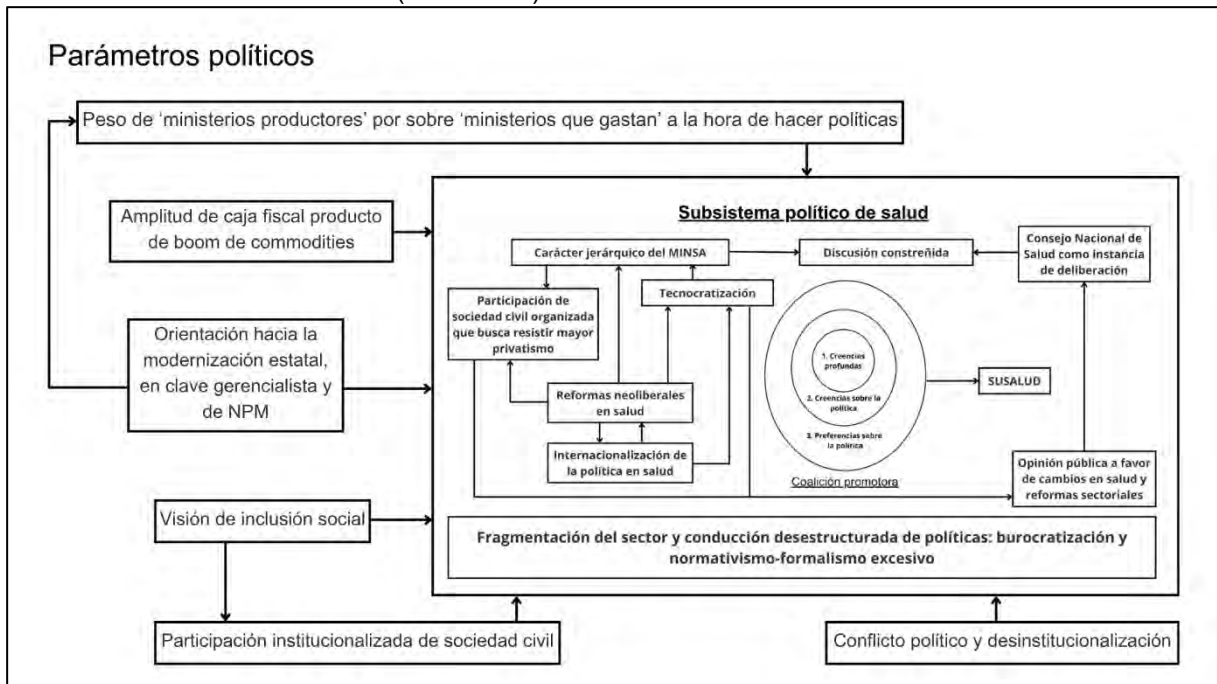 Parámetros políticos
Peso de 'ministerios productores' por sobre 'ministerios que gastan' a la hora de hacer políticas
Amplitud de caja fiscal producto
de boom de commodities
Orientación hacia la
modernización estatal,
en clave gerencialista y
de NPM
Visión de inclusión social
Participación institucionalizada de sociedad civil
Conflicto político y desinstitucionalización
Subsistema político de salud
Carácter jerárquico del MINSA
Discusión constreñida
Consejo Nacional de
Salud como instancia
de deliberación
Tecnocratización
Participación de
sociedad civil organizada
que busca resistir mayor
privatismo
Reformas neoliberales
en salud
Internacionalización de
la política en salud
1. Creencias
profundas
2. Creencias sobre la
política
3. Preferencias sobre
la política
Coalición promotora
SUSALUD
Opinión pública a favor
de cambios en salud y
reformas sectoriales
Fragmentación del sector y conducción desestructurada de políticas: burocratización y
normativismo-formalismo excesivo